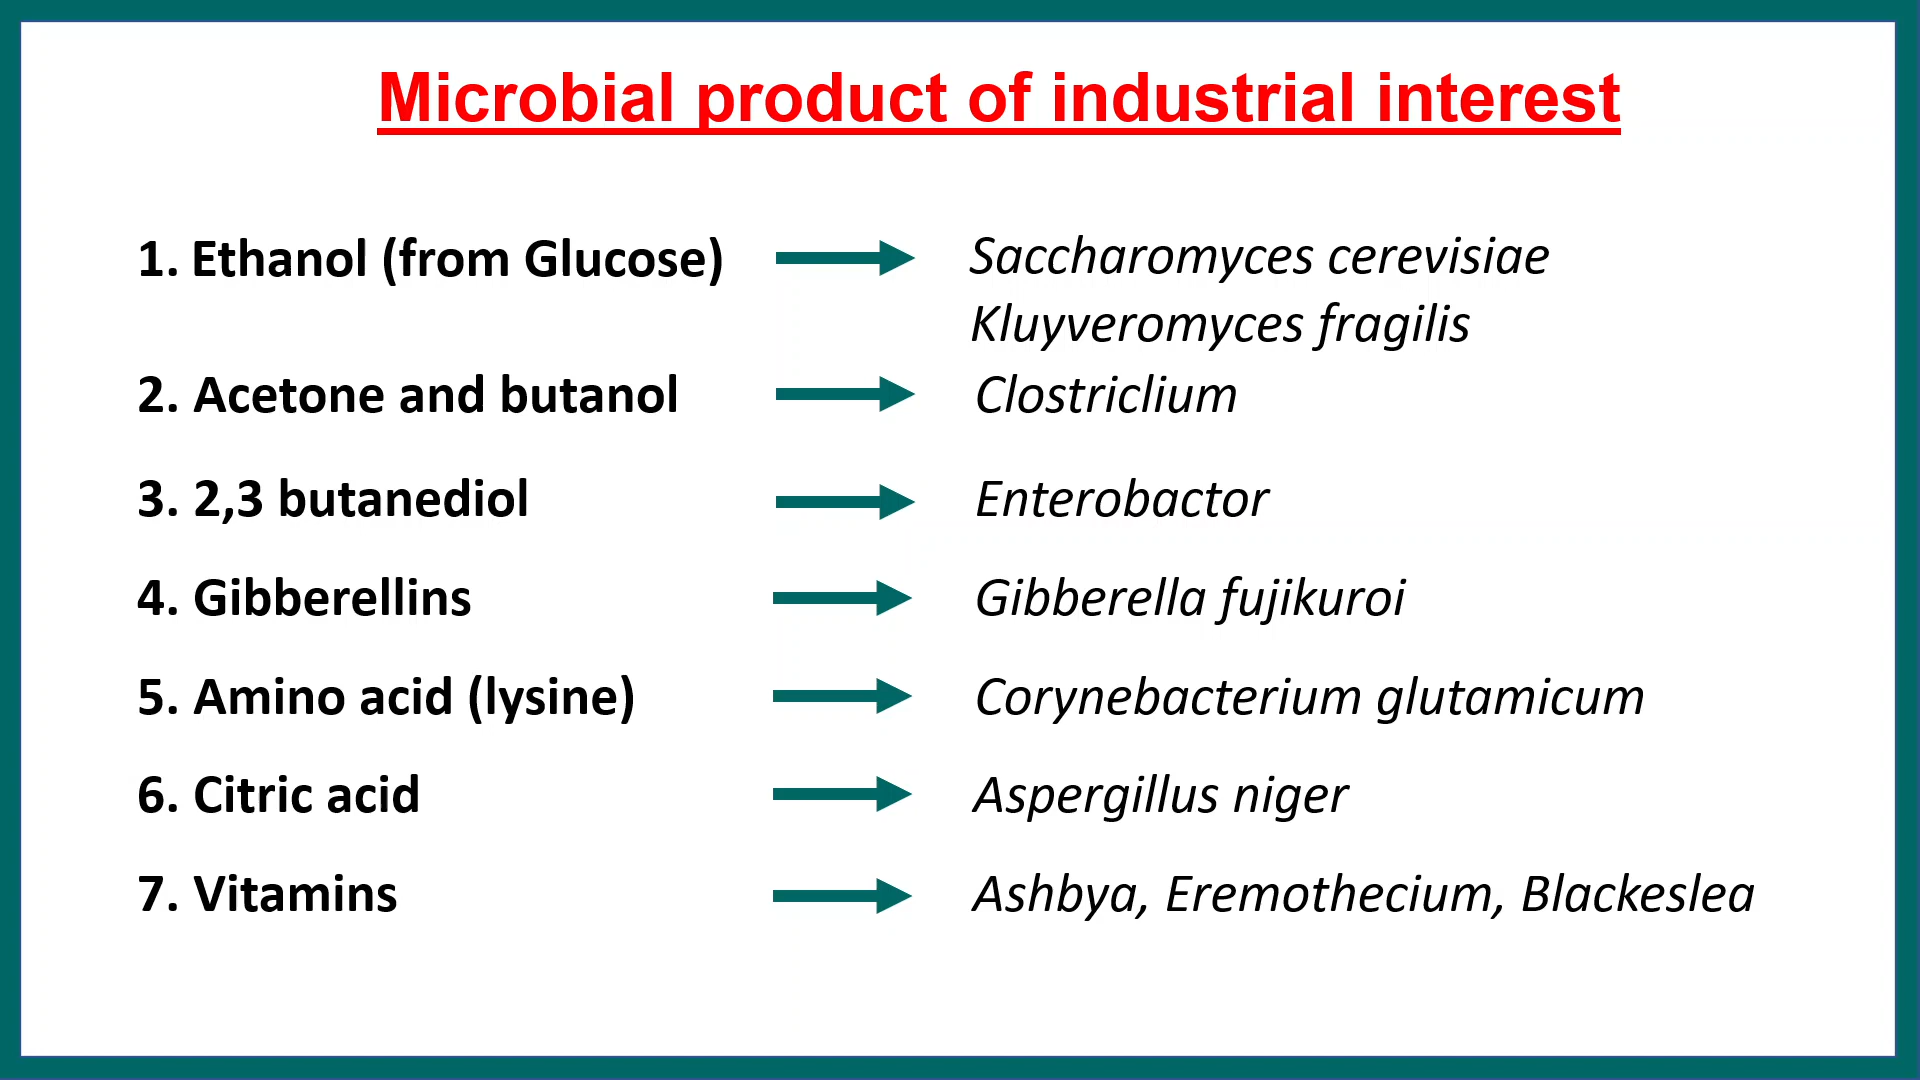 Microbial product of industrial interest
1. Ethanol (from Glucose) Saccharomyces cerevisiae
Kluyveromyces fragilis
2. Acetone and butanol Clostriclium
3. 2,3 butanediol Enterobactor
4. Gibberellins Gibberella fujikuroi
5. Amino acid (lysine) Corynebacterium glutamicum
6. Citric acid Aspergillus niger
7. Vitamins Ashbya, Eremothecium, Blackeslea